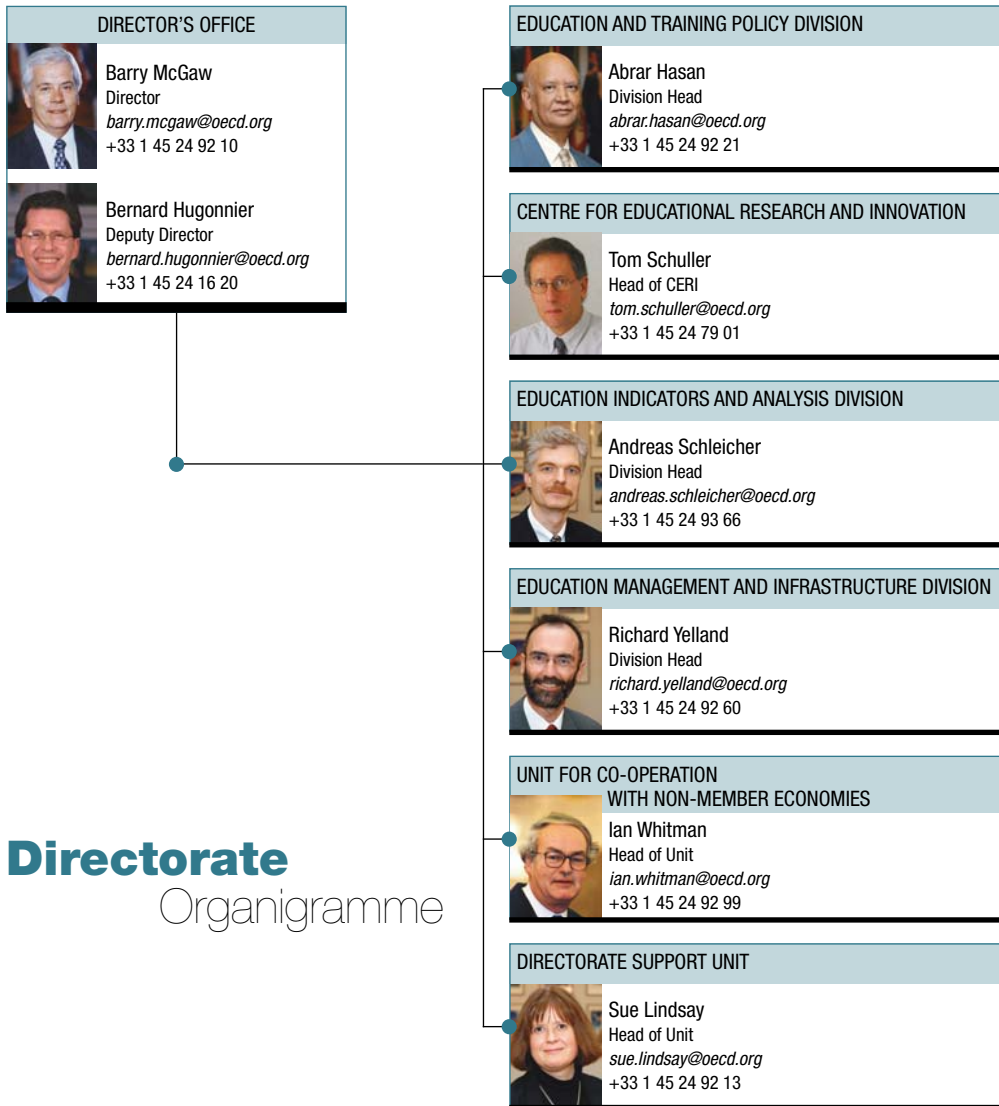 DIRECTOR'S OFFICE
Barry McGaw
Director
barry.mcgaw@oecd.org
+33 1 45 24 92 10
Bernard Hugonnier
Deputy Director
bernard.hugonnier@oecd.org
+33 1 45 24 16 20
EDUCATION AND TRAINING POLICY DIVISION
Abrar Hasan
Division Head
abrar.hasan@oecd.org
+33 1 45 24 92 21
CENTRE FOR EDUCATIONAL RESEARCH AND INNOVATION
Tom Schuller
Head of CERI
tom.schuller@oecd.org
+33 1 45 24 79 01
EDUCATION INDICATORS AND ANALYSIS DIVISION
Andreas Schleicher
Division Head
andreas.schleicher@oecd.org
+33 1 45 24 93 66
EDUCATION MANAGEMENT AND INFRASTRUCTURE DIVISION
Richard Yelland
Division Head
richard.yelland@oecd.org
+33 1 45 24 92 60
UNIT FOR CO-OPERATION
WITH NON-MEMBER ECONOMIES
Ian Whitman
Head of Unit
ian.whitman@oecd.org
+33 1 45 24 92 99
DIRECTORATE SUPPORT UNIT
Sue Lindsay
Head of Unit
sue.lindsay@oecd.org
+33 1 45 24 92 13
Directorate
Organigramme